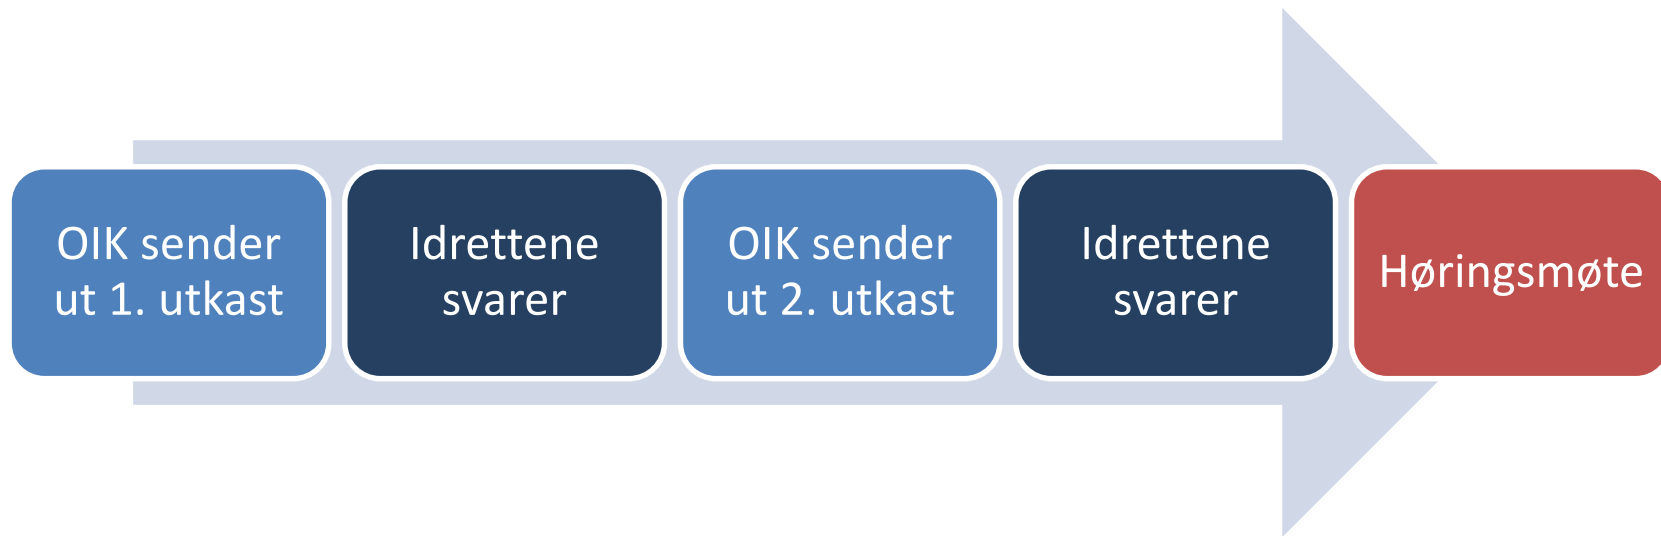 OIK sender
ut 1. utkast
Idrettene
svarer
OIK sender
ut 2. utkast
Idrettene
svarer
Høringsmøte